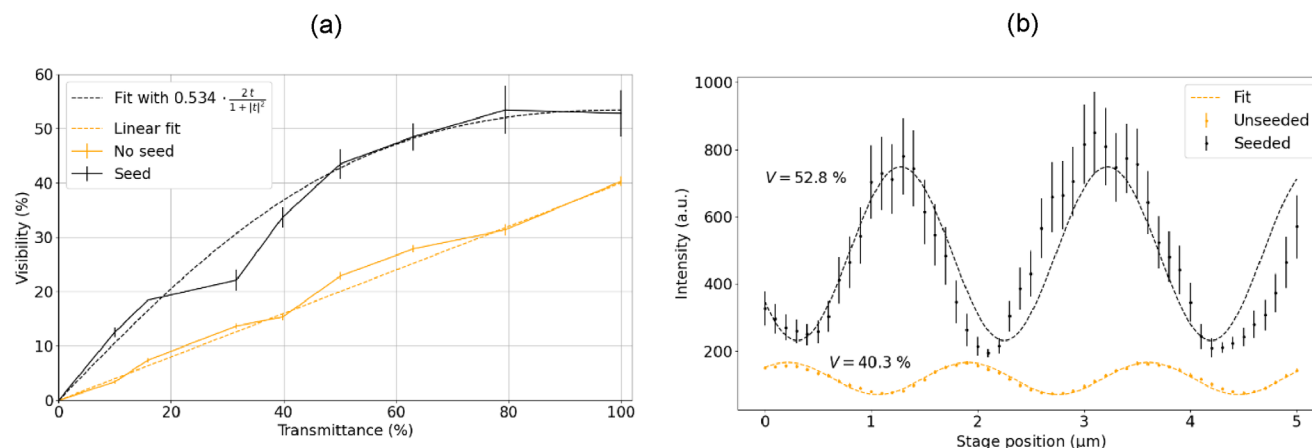 (a)
(b)
60
50
40
30
20
10
0
Visibility (%)
Fit with 0.534 · 2 t / 1+|t|²
Linear fit
No seed
Seed
0
20
40
60
80
100
Transmittance (%)
1000
800
600
400
200
Intensity (a.u.)
Fit
Unseeded
Seeded
V = 52.8 %
V = 40.3 %
0
1
2
3
4
5
Stage position (μm)